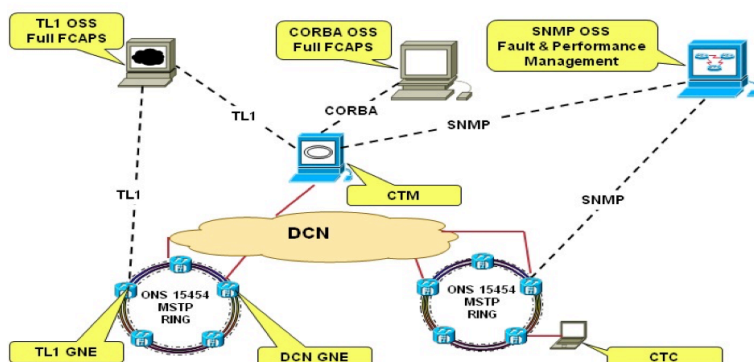 TL1 OSS
Full FCAPS
CORBA OSS
Full FCAPS
SNMP OSS
Fault & Performance
Management
TL1
CORBA
SNMP
CTM
TL1
SNMP
DCN
ONS 15454
MSTP
RING
ONS 15454
MSTP
RING
TL1 GNE
DCN GNE
CTC